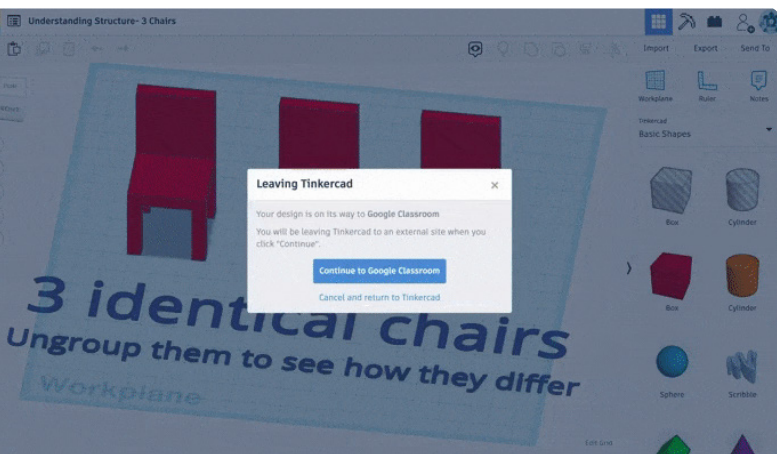 Understanding Structure- 3 Chairs
Import Export Send To
Workplane Ruler Notes
Tinkercad
Basic Shapes
Box Cylinder
Box Cylinder
Sphere Scribble
Leaving Tinkercad ×
Your design is on its way to Google Classroom
You will be leaving Tinkercad to an external site when you
click "Continue".
Continue to Google Classroom
Cancel and return to Tinkercad
3 identical chairs
Ungroup them to see how they differ
Workplane
Edit Grid